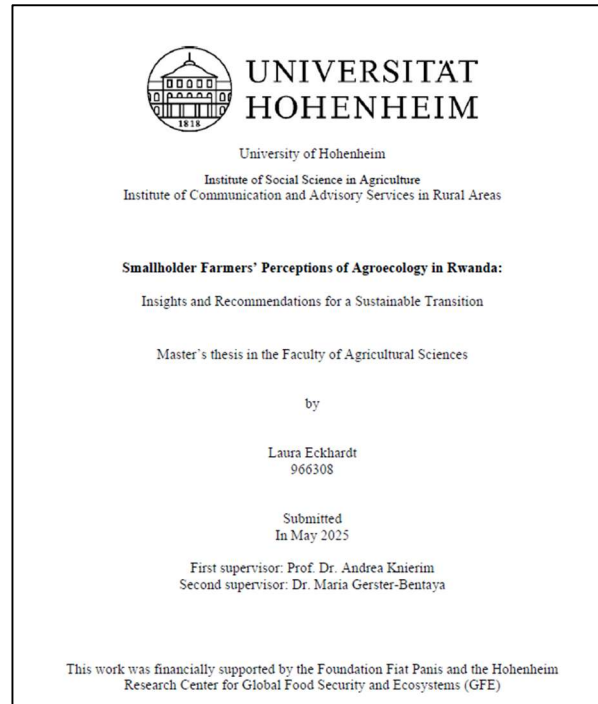 UNIVERSITÄT
HOHENHEIM
1818
University of Hohenheim
Institute of Social Science in Agriculture
Institute of Communication and Advisory Services in Rural Areas
Smallholder Farmers' Perceptions of Agroecology in Rwanda:
Insights and Recommendations for a Sustainable Transition
Master's thesis in the Faculty of Agricultural Sciences
by
Laura Eckhardt
966308
Submitted
In May 2025
First supervisor: Prof. Dr. Andrea Knierim
Second supervisor: Dr. Maria Gerster-Bentaya
This work was financially supported by the Foundation Fiat Panis and the Hohenheim
Research Center for Global Food Security and Ecosystems (GFE)